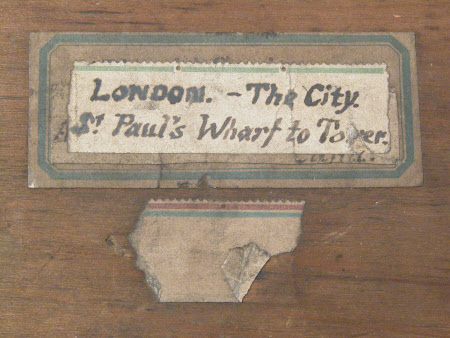 LONDON. - The City.
St Paul's Wharf to Tower.